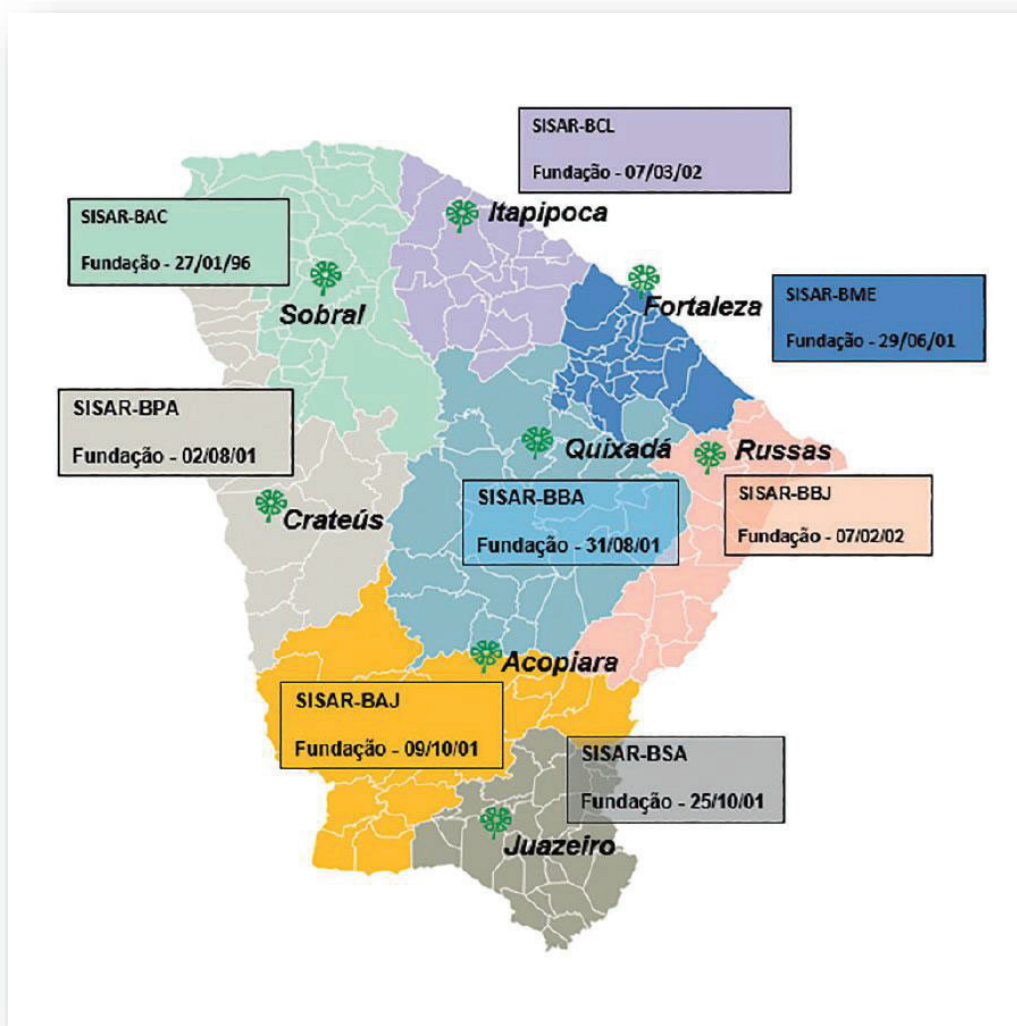 SISAR-BCL
Fundação - 07/03/02
Itapipoca
SISAR-BAC
Fundação - 27/01/96
Sobral
Fortaleza
SISAR-BME
Fundação - 29/06/01
SISAR-BPA
Fundação - 02/08/01
Quixadá
Russas
Crateús
SISAR-BBA
Fundação - 31/08/01
SISAR-BBJ
Fundação - 07/02/02
Acopiara
SISAR-BAJ
Fundação - 09/10/01
SISAR-BSA
Fundação - 25/10/01
Juazeiro